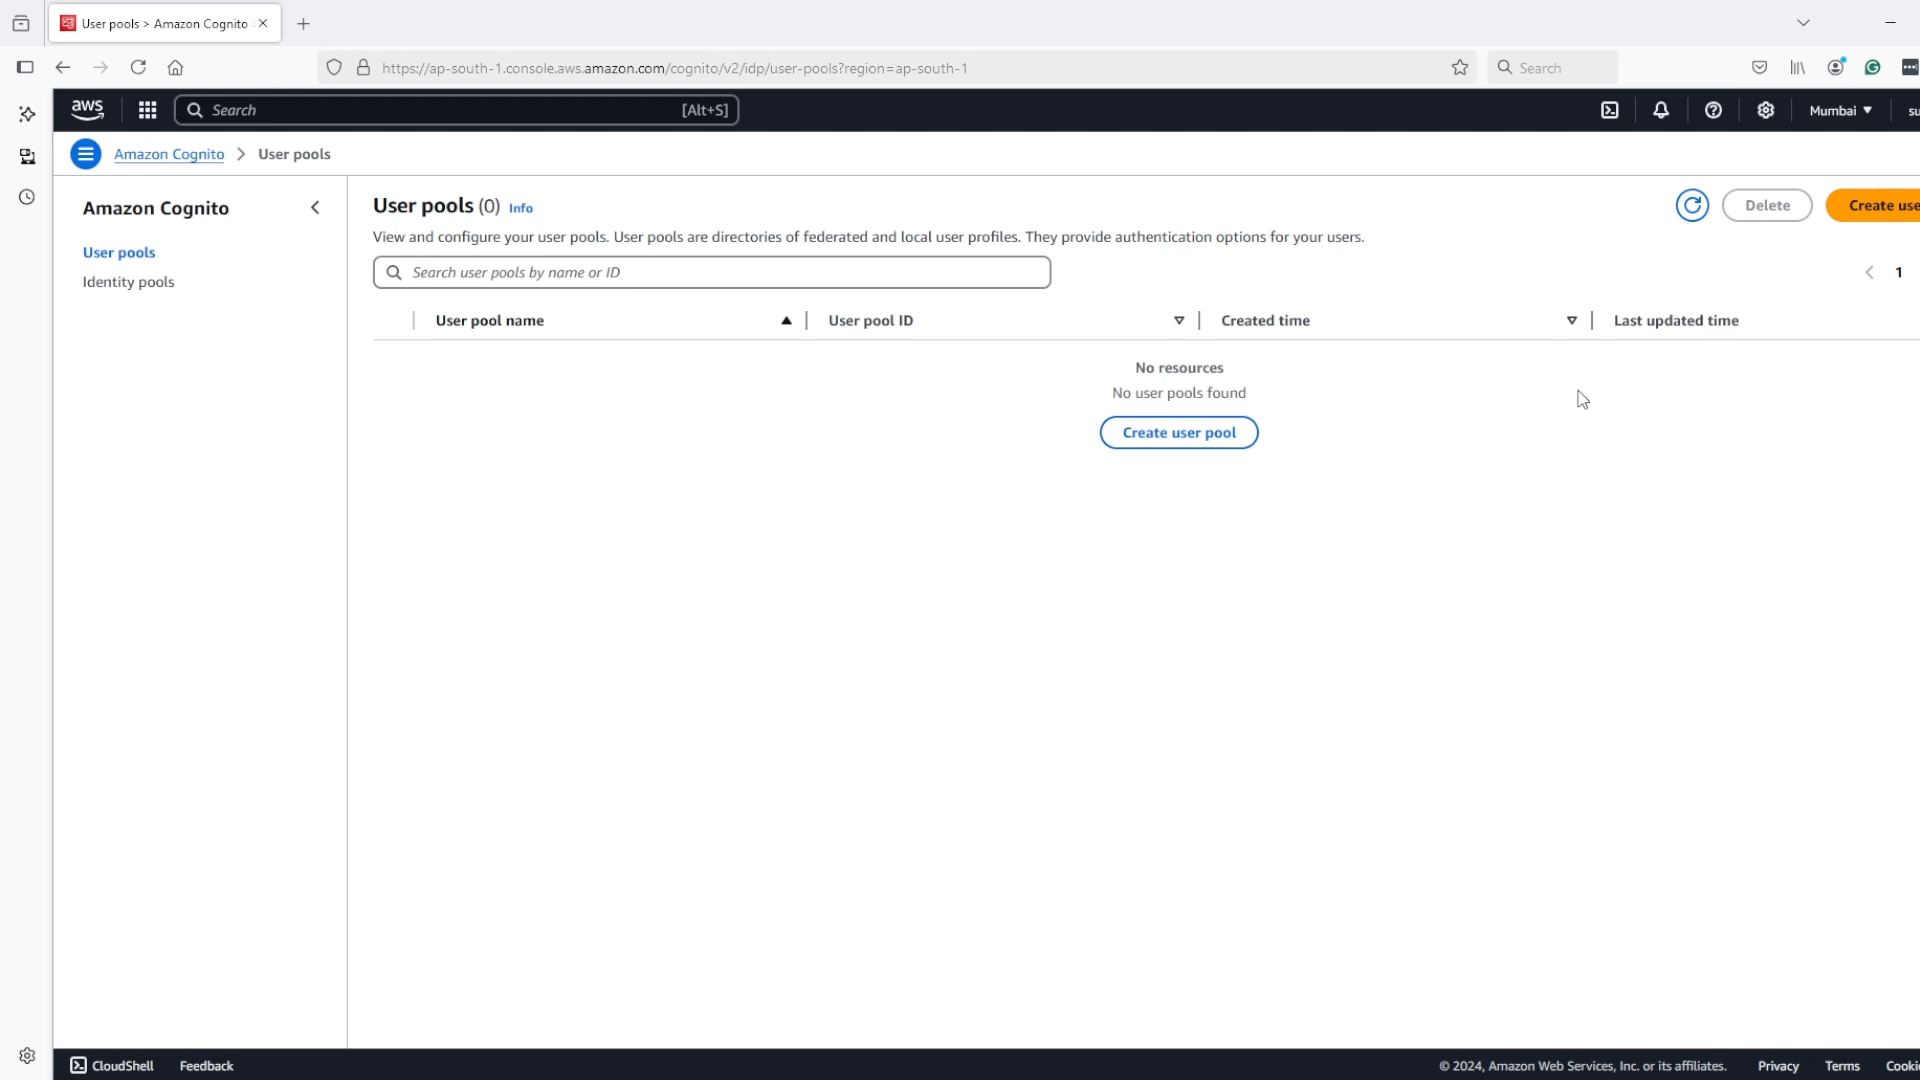 User pools > Amazon Cognito
https://ap-south-1.console.aws.amazon.com/cognito/v2/idp/user-pools?region=ap-south-1
Search
aws
Search
[Alt+S]
Mumbai
su
Amazon Cognito > User pools
Amazon Cognito
User pools
Identity pools
User pools (0) Info
Delete
Create use
View and configure your user pools. User pools are directories of federated and local user profiles. They provide authentication options for your users.
Search user pools by name or ID
1
User pool name
User pool ID
Created time
Last updated time
No resources
No user pools found
Create user pool
CloudShell
Feedback
© 2024, Amazon Web Services, Inc. or its affiliates.
Privacy
Terms
Cooki